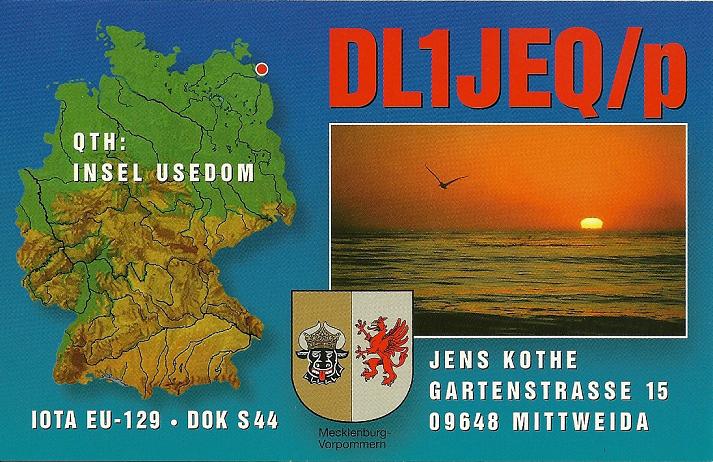 DL1JEQ/p
QTH:
INSEL USEDOM
IOTA EU-129 • DOK S44
Mecklenburg-
Vorpommern
JENS KOTHE
GARTENSTRASSE 15
09648 MITTWEIDA